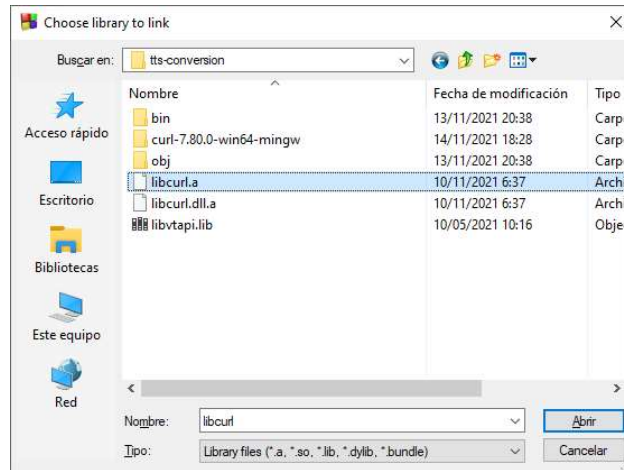 Choose library to link
Buscar en: tts-conversion
Nombre Fecha de modificación Tipo
bin 13/11/2021 20:38 Carp
curl-7.80.0-win64-mingw 14/11/2021 18:28 Carp
obj 13/11/2021 20:38 Carp
libcurl.a 10/11/2021 6:37 Archi
libcurl.dll.a 10/11/2021 6:37 Archi
libvtapi.lib 10/05/2021 10:16 Obje
Acceso rápido
Escritorio
Bibliotecas
Este equipo
Red
Nombre: libcurl Abrir
Tipo: Library files (*.a, *.so, *.lib, *.dylib, *.bundle) Cancelar